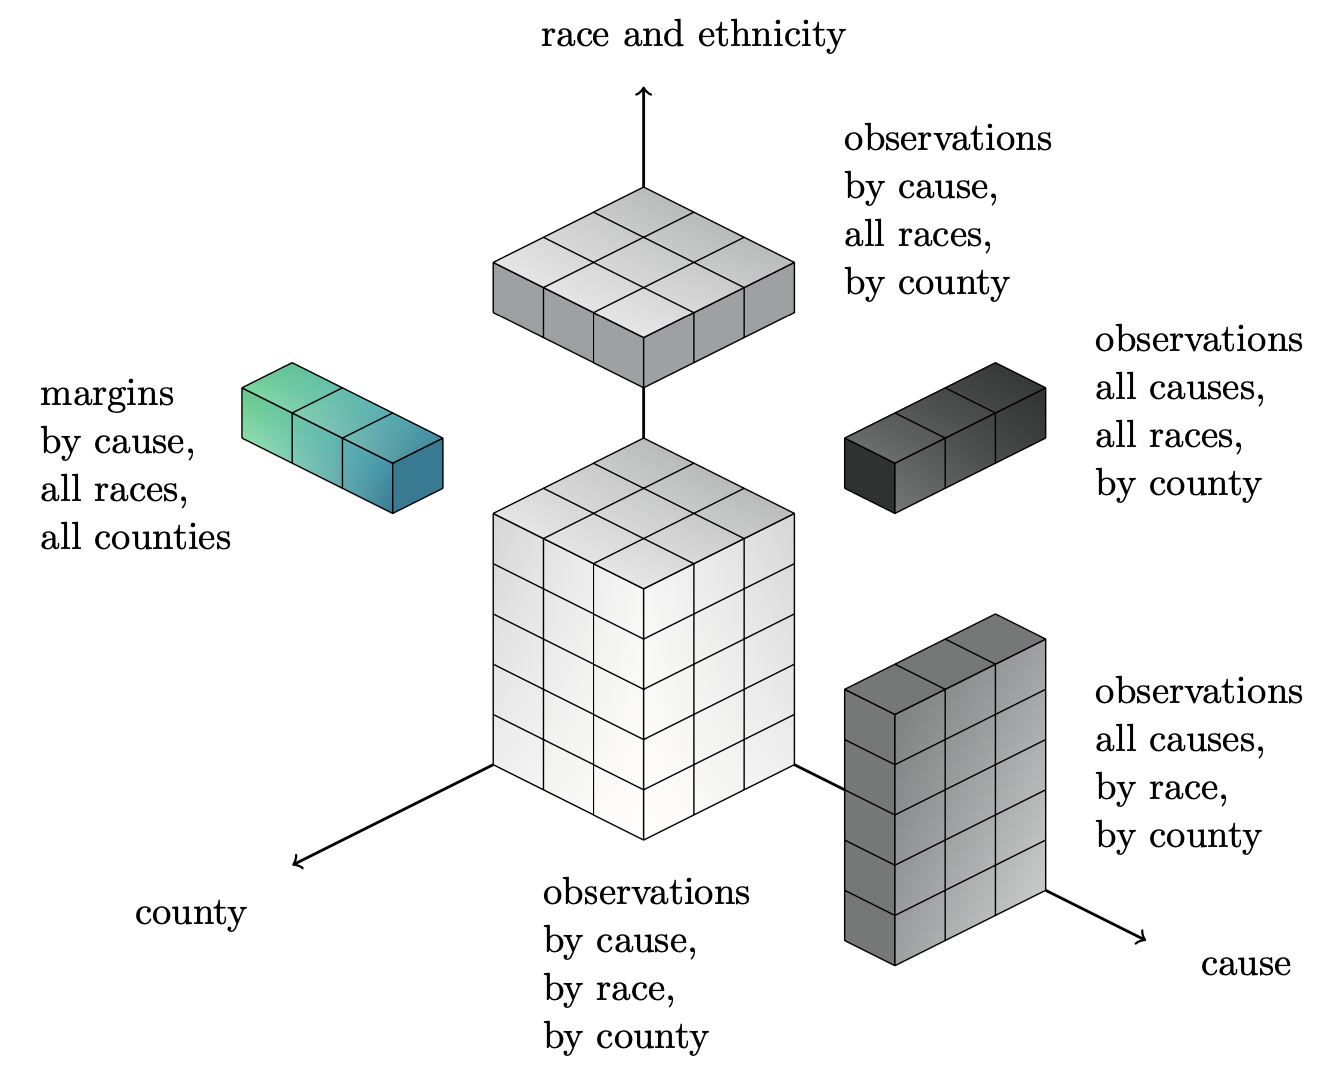 race and ethnicity
observations
by cause,
all races,
by county
observations
all causes,
all races,
by county
margins
by cause,
all races,
all counties
observations
all causes,
by race,
by county
county
observations
by cause,
by race,
by county
cause